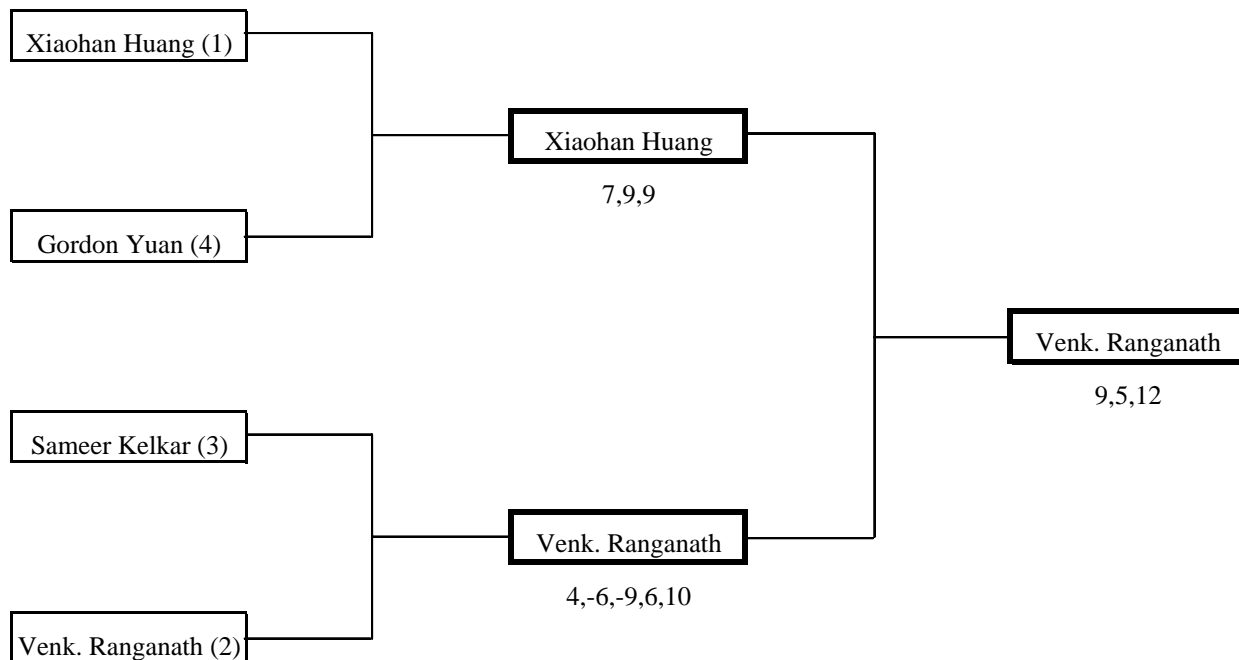 Xiaohan Huang (1)
Xiaohan Huang
7,9,9
Gordon Yuan (4)
Venk. Ranganath
9,5,12
Sameer Kelkar (3)
Venk. Ranganath
4,-6,-9,6,10
Venk. Ranganath (2)